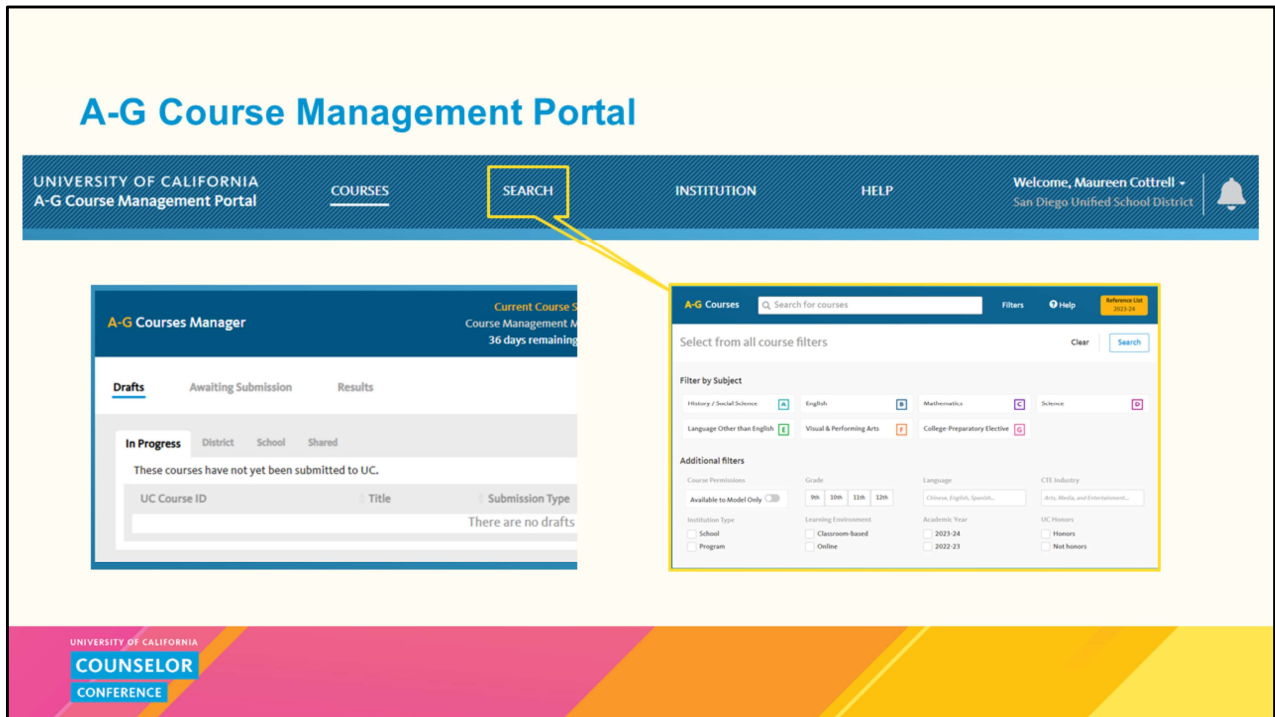 A-G Course Management Portal
UNIVERSITY OF CALIFORNIA
A-G Course Management Portal
COURSES
SEARCH
INSTITUTION
HELP
Welcome, Maureen Cottrell
San Diego Unified School District
A-G Courses Manager
Current Course S
Course Management M
36 days remaining
Drafts Awaiting Submission Results
In Progress District School Shared
These courses have not yet been submitted to UC.
UC Course ID Title Submission Type
There are no drafts
A-G Courses Search for courses Filters Help Reference List
2023-24
Select from all course filters Clear Search
Filter by Subject
History / Social Science A English B Mathematics C Science D
Language Other than English E Visual & Performing Arts F College-Preparatory Elective G
Additional filters
Course Permissions Grade Language CTE Industry
Available to Model Only 9th 10th 11th 12th Chinese, English, Spanish... Arts, Media, and Entertainment...
Institution Type Learning Environment Academic Year UC Honors
School Classroom-based 2023-24 Honors
Program Online 2022-23 Not honors
UNIVERSITY OF CALIFORNIA
COUNSELOR
CONFERENCE